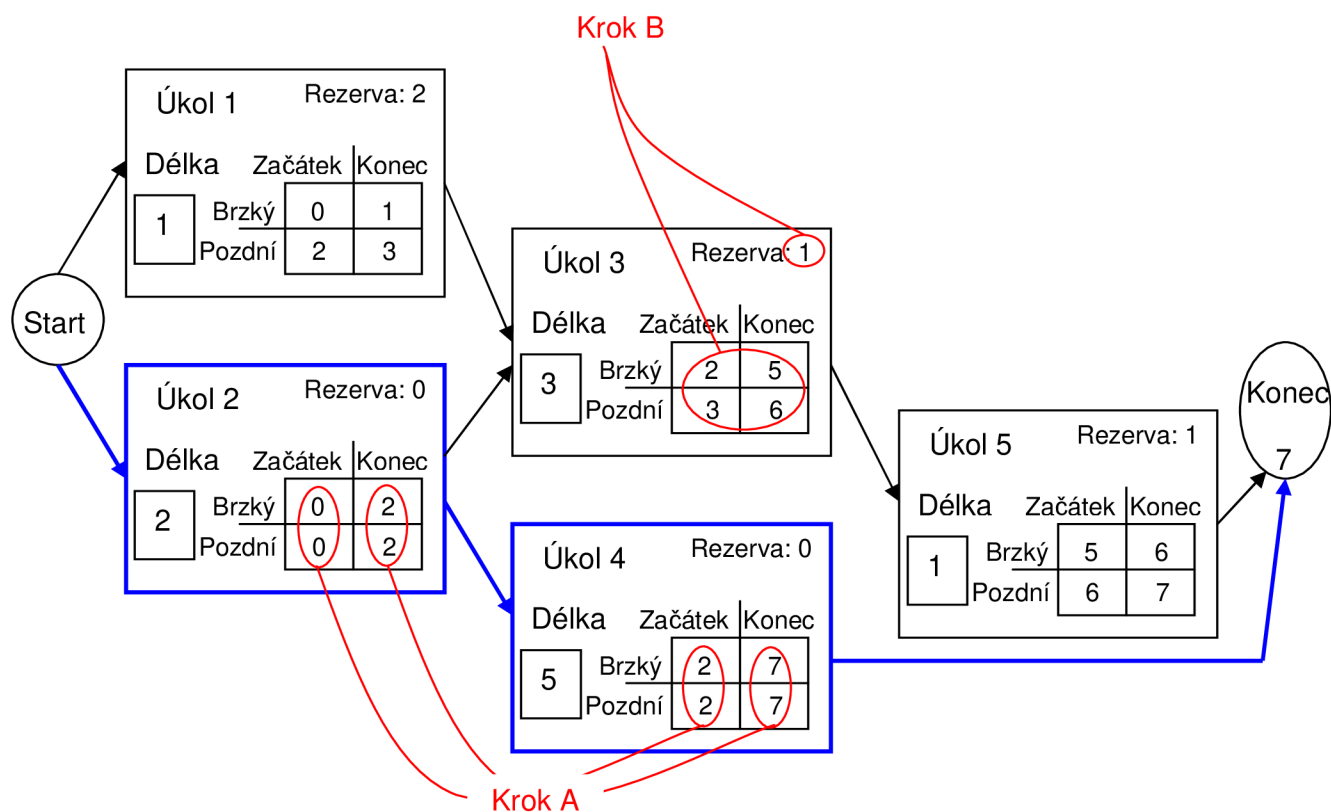 Krok B
Úkol 1
Rezerva: 2
Délka
Začátek Konec
1
Brzký 0 1
Pozdní 2 3
Start
Úkol 3
Rezerva: 1
Délka
Začátek Konec
3
Brzký 2 5
Pozdní 3 6
Úkol 2
Rezerva: 0
Délka
Začátek Konec
2
Brzký 0 2
Pozdní 0 2
Konec
7
Úkol 5
Rezerva: 1
Délka
Začátek Konec
1
Brzký 5 6
Pozdní 6 7
Úkol 4
Rezerva: 0
Délka
Začátek Konec
5
Brzký 2 7
Pozdní 2 7
Krok A